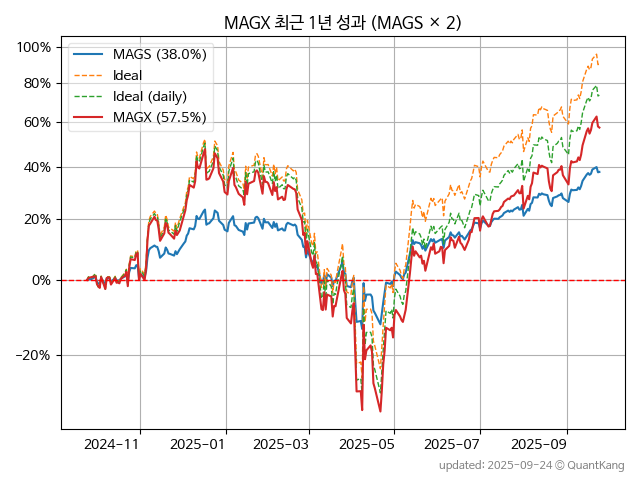 MAGX 최근 1년 성과 (MAGS × 2)
MAGS (38.0%)
Ideal
Ideal (daily)
MAGX (57.5%)
100%
80%
60%
40%
20%
0%
−20%
2024-11
2025-01
2025-03
2025-05
2025-07
2025-09
updated: 2025-09-24 © QuantKang